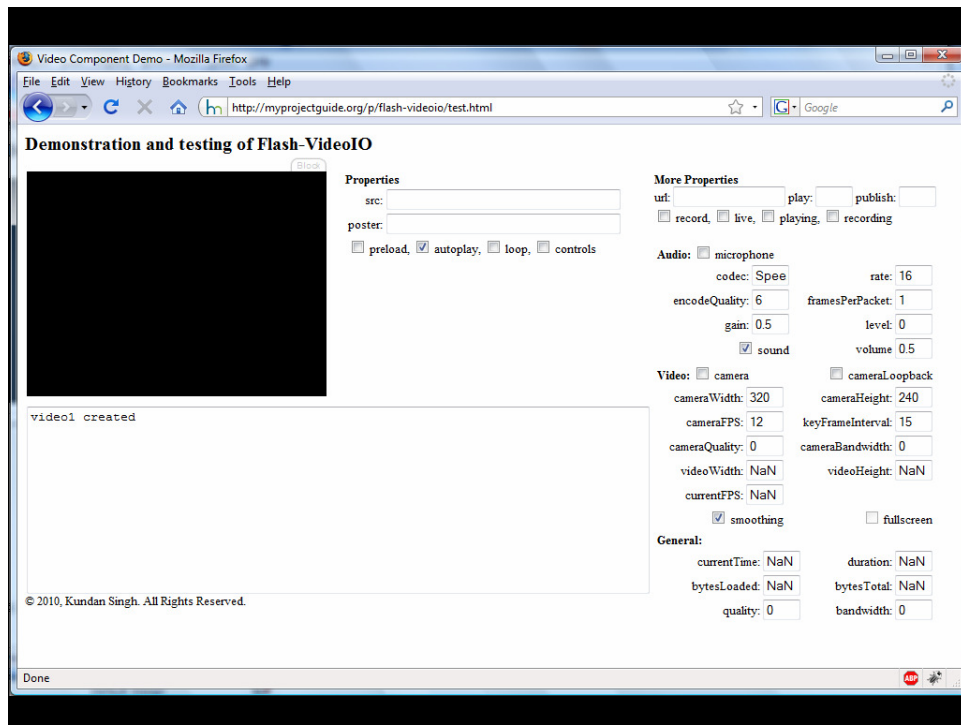 Video Component Demo - Mozilla Firefox
File Edit View History Bookmarks Tools Help
http://myprojectguide.org/p/flash-videoio/test.html
G Google
Demonstration and testing of Flash-VideoIO
Block
Properties
src:
poster:
preload, autoplay, loop, controls
More Properties
url: play: publish:
record, live, playing, recording
Audio: microphone
codec: Spee rate: 16
encodeQuality: 6 framesPerPacket: 1
gain: 0.5 level: 0
sound volume 0.5
Video: camera cameraLoopback
cameraWidth: 320 cameraHeight: 240
cameraFPS: 12 keyFrameInterval: 15
cameraQuality: 0 cameraBandwidth: 0
videoWidth: NaN videoHeight: NaN
currentFPS: NaN
smoothing fullscreen
General:
currentTime: NaN duration: NaN
bytesLoaded: NaN bytesTotal: NaN
quality: 0 bandwidth: 0
video1 created
© 2010, Kundan Singh. All Rights Reserved.
Done
ABP